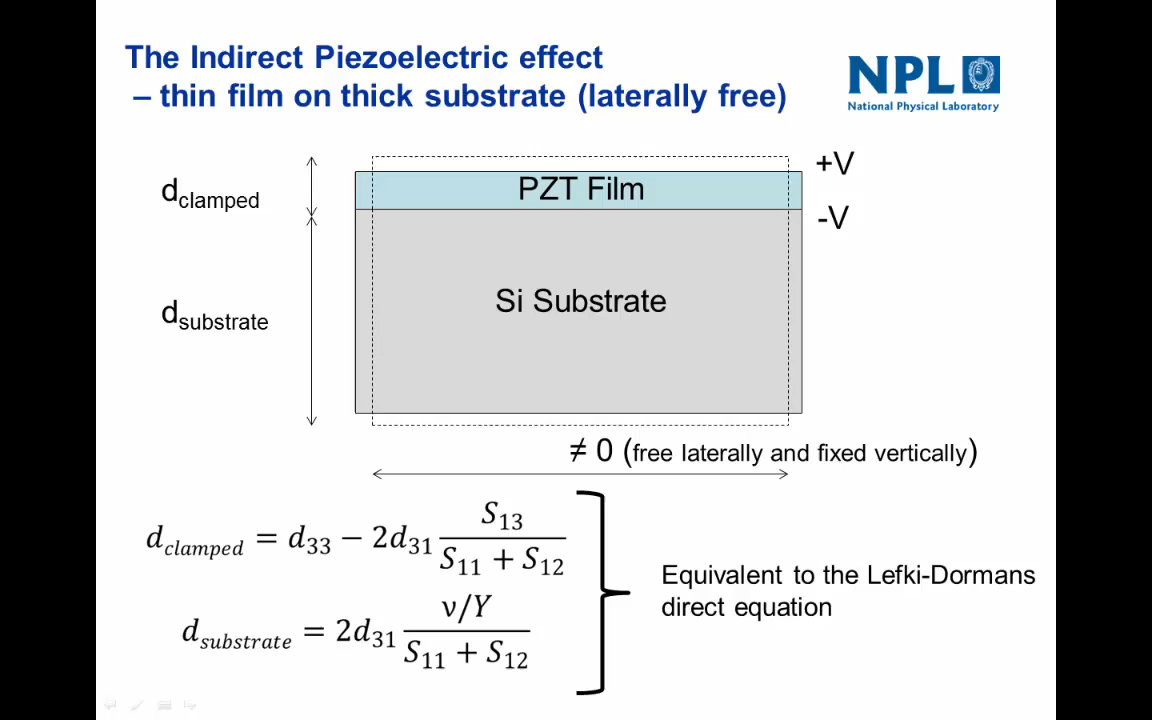 The Indirect Piezoelectric effect
– thin film on thick substrate (laterally free)
NPL
National Physical Laboratory
d_clamped
PZT Film
+V
-V
Si Substrate
d_substrate
≠ 0 (free laterally and fixed vertically)
d_clamped = d_33 − 2d_31 S_13 / (S_11 + S_12)
d_substrate = 2d_31 (ν/Y) / (S_11 + S_12)
Equivalent to the Lefki-Dormans
direct equation